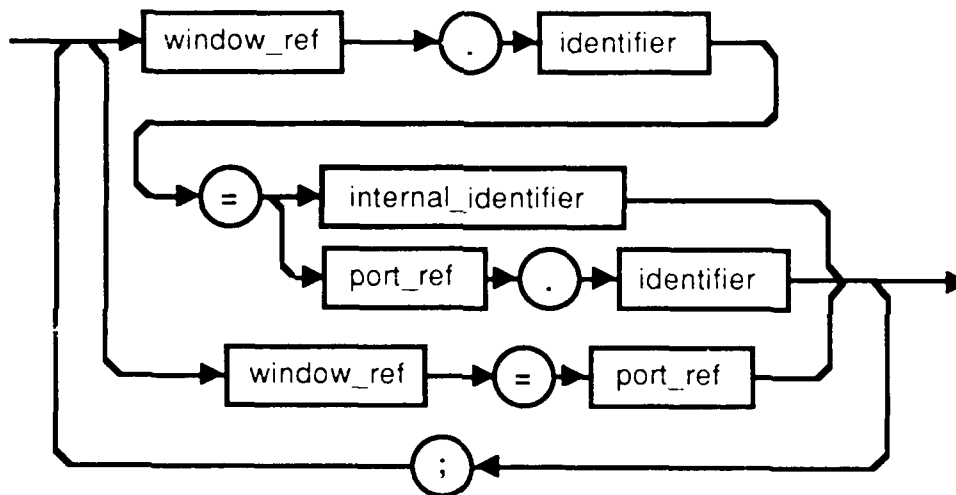 window_ref . identifier
= internal_identifier
port_ref . identifier
window_ref = port_ref
;